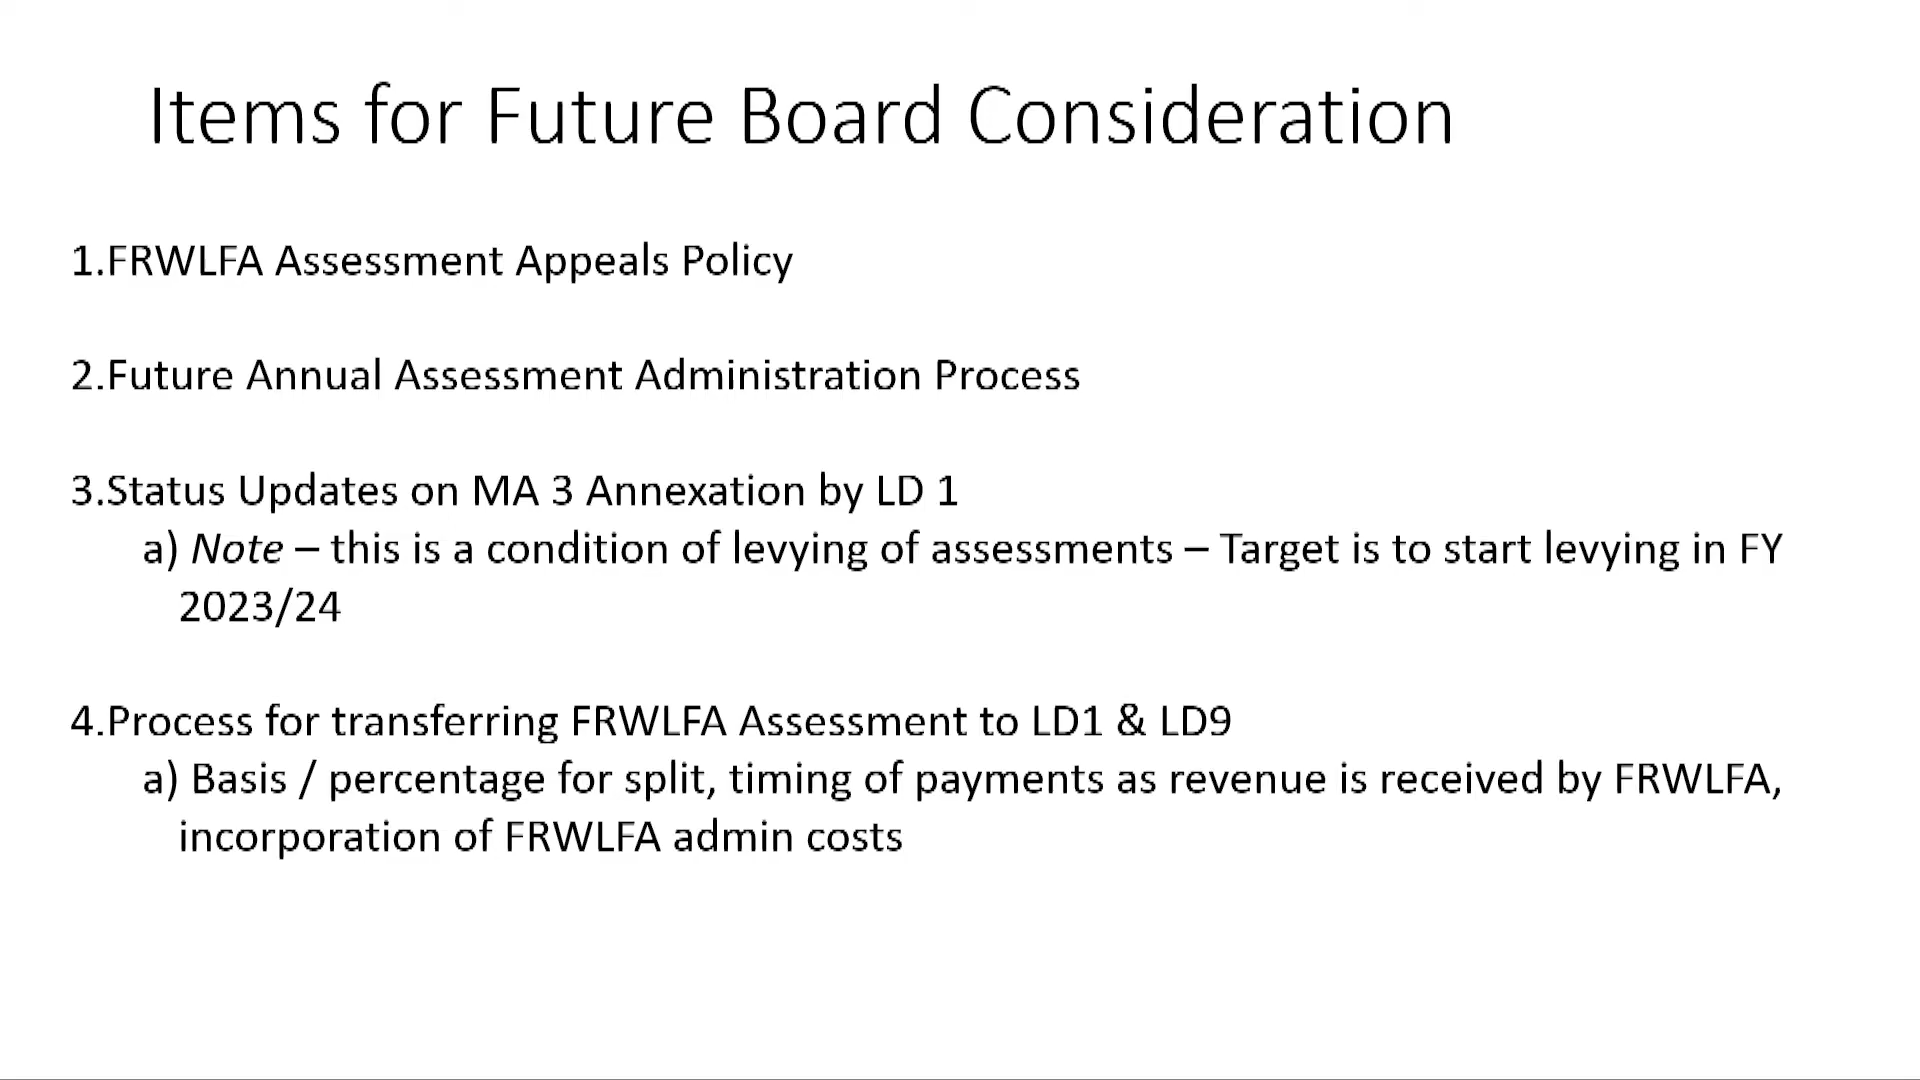 Items for Future Board Consideration
1.FRWLFA Assessment Appeals Policy
2.Future Annual Assessment Administration Process
3.Status Updates on MA 3 Annexation by LD 1
a) Note – this is a condition of levying of assessments – Target is to start levying in FY
2023/24
4.Process for transferring FRWLFA Assessment to LD1 & LD9
a) Basis / percentage for split, timing of payments as revenue is received by FRWLFA,
incorporation of FRWLFA admin costs